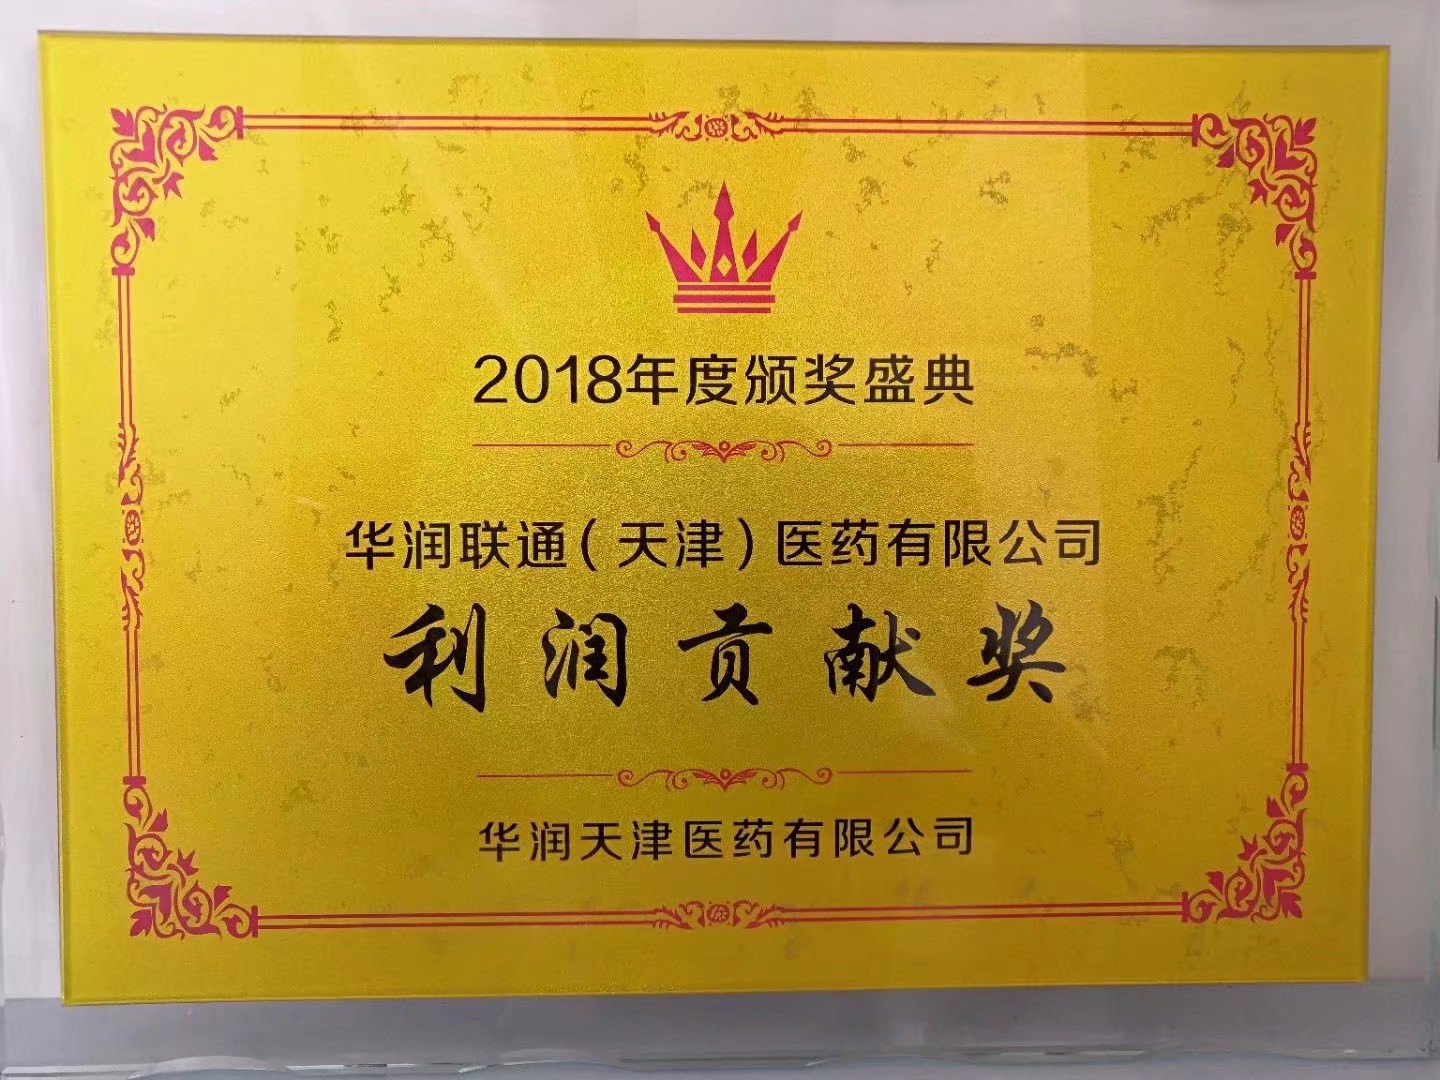 2018年度颁奖盛典
华润联通（天津）医药有限公司
利润贡献奖
华润天津医药有限公司